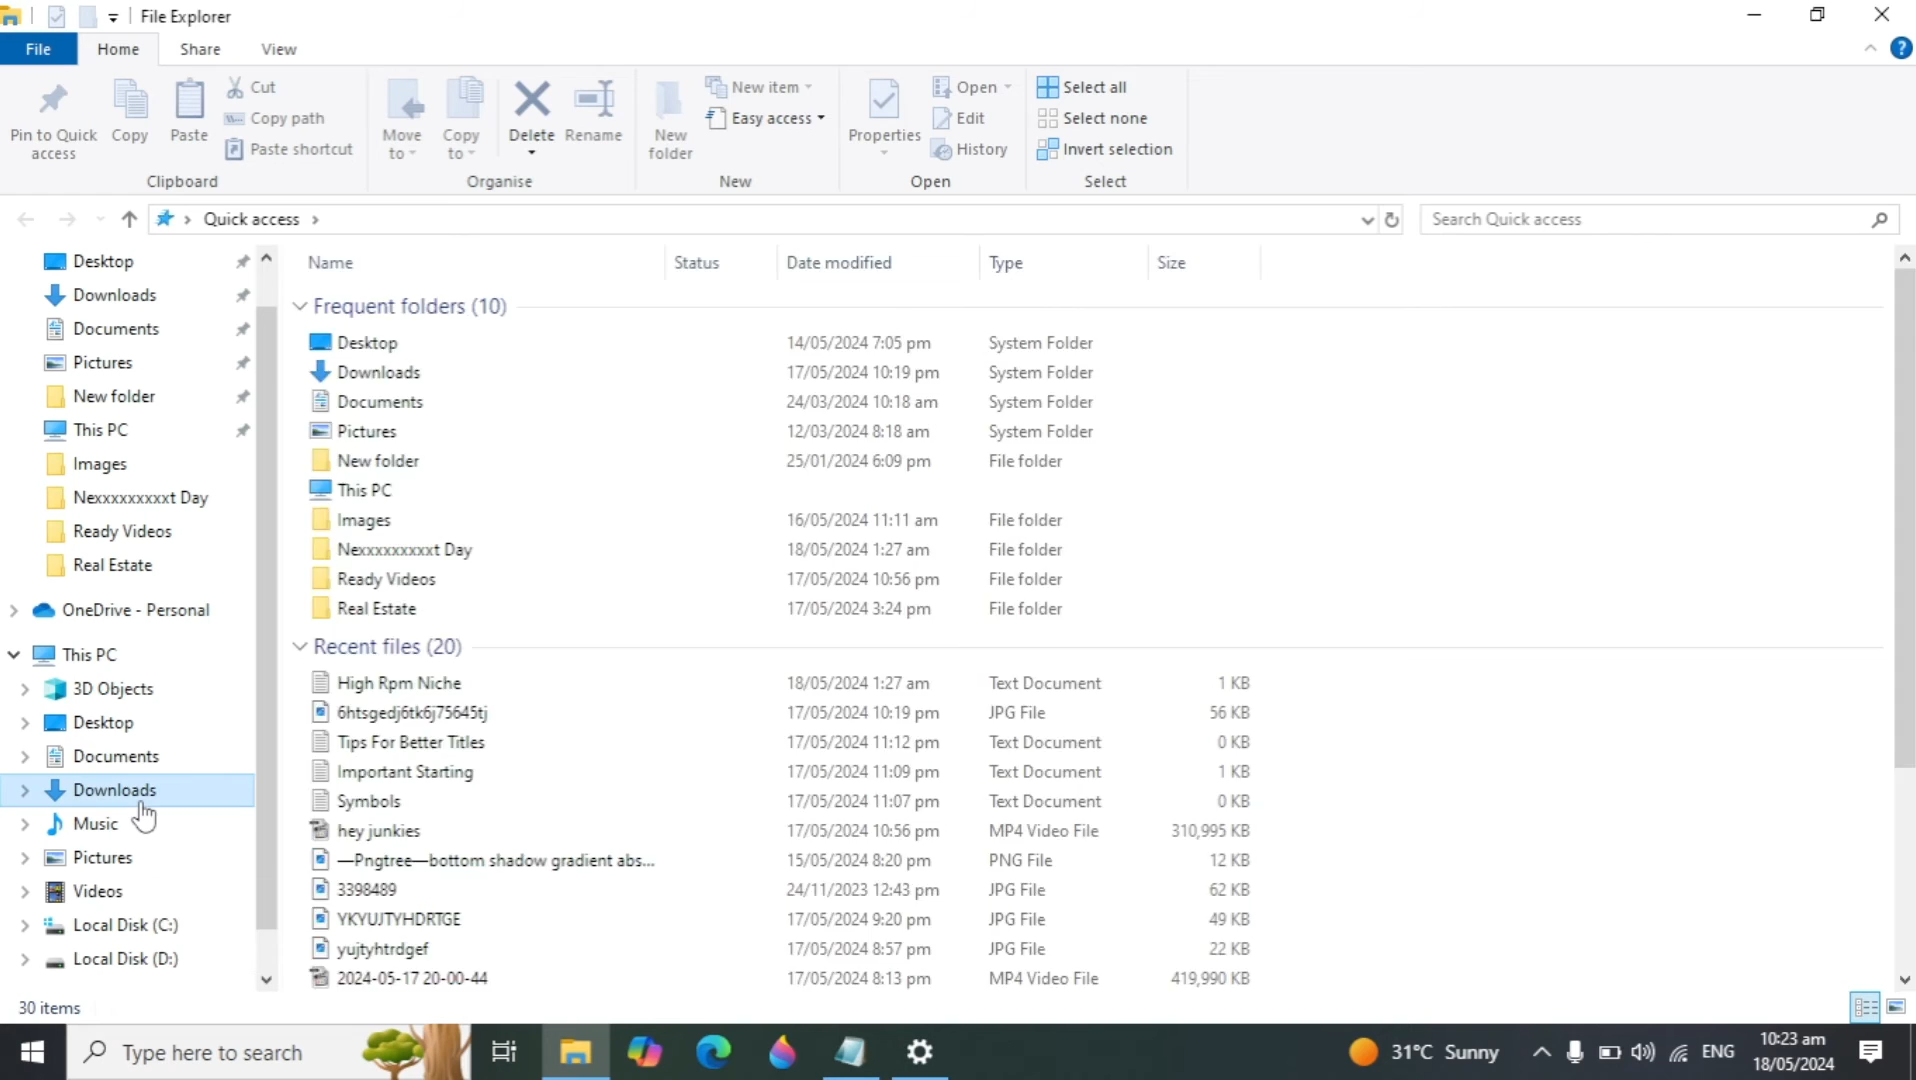 File Explorer
File Home Share View
Pin to Quick access
Copy
Paste
Cut
Copy path
Paste shortcut
Clipboard
Move to
Copy to
Delete
Rename
Organise
New folder
New item
Easy access
New
Properties
Open
Edit
History
Open
Select all
Select none
Invert selection
Select
Quick access
Search Quick access
Desktop
Downloads
Documents
Pictures
New folder
This PC
Images
Nexxxxxxxxxt Day
Ready Videos
Real Estate
OneDrive - Personal
This PC
3D Objects
Desktop
Documents
Downloads
Music
Pictures
Videos
Local Disk (C:)
Local Disk (D:)
Name Status Date modified Type Size
Frequent folders (10)
Desktop 14/05/2024 7:05 pm System Folder
Downloads 17/05/2024 10:19 pm System Folder
Documents 24/03/2024 10:18 am System Folder
Pictures 12/03/2024 8:18 am System Folder
New folder 25/01/2024 6:09 pm File folder
This PC
Images 16/05/2024 11:11 am File folder
Nexxxxxxxxxt Day 18/05/2024 1:27 am File folder
Ready Videos 17/05/2024 10:56 pm File folder
Real Estate 17/05/2024 3:24 pm File folder
Recent files (20)
High Rpm Niche 18/05/2024 1:27 am Text Document 1 KB
6htsgedj6tk6j75645tj 17/05/2024 10:19 pm JPG File 56 KB
Tips For Better Titles 17/05/2024 11:12 pm Text Document 0 KB
Important Starting 17/05/2024 11:09 pm Text Document 1 KB
Symbols 17/05/2024 11:07 pm Text Document 0 KB
hey junkies 17/05/2024 10:56 pm MP4 Video File 310,995 KB
—Pngtree—bottom shadow gradient abs... 15/05/2024 8:20 pm PNG File 12 KB
3398489 24/11/2023 12:43 pm JPG File 62 KB
YKYUJTYHDRTGE 17/05/2024 9:20 pm JPG File 49 KB
yujtyhtrdgef 17/05/2024 8:57 pm JPG File 22 KB
2024-05-17 20-00-44 17/05/2024 8:13 pm MP4 Video File 419,990 KB
30 items
Type here to search
31°C Sunny
ENG
10:23 am
18/05/2024